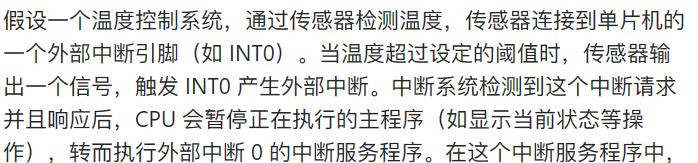 假设一个温度控制系统，通过传感器检测温度，传感器连接到单片机的
一个外部中断引脚（如 INT0）。当温度超过设定的阈值时，传感器输
出一个信号，触发 INT0 产生外部中断。中断系统检测到这个中断请求
并且响应后，CPU 会暂停正在执行的主程序（如显示当前状态等操
作），转而执行外部中断 0 的中断服务程序。在这个中断服务程序中，